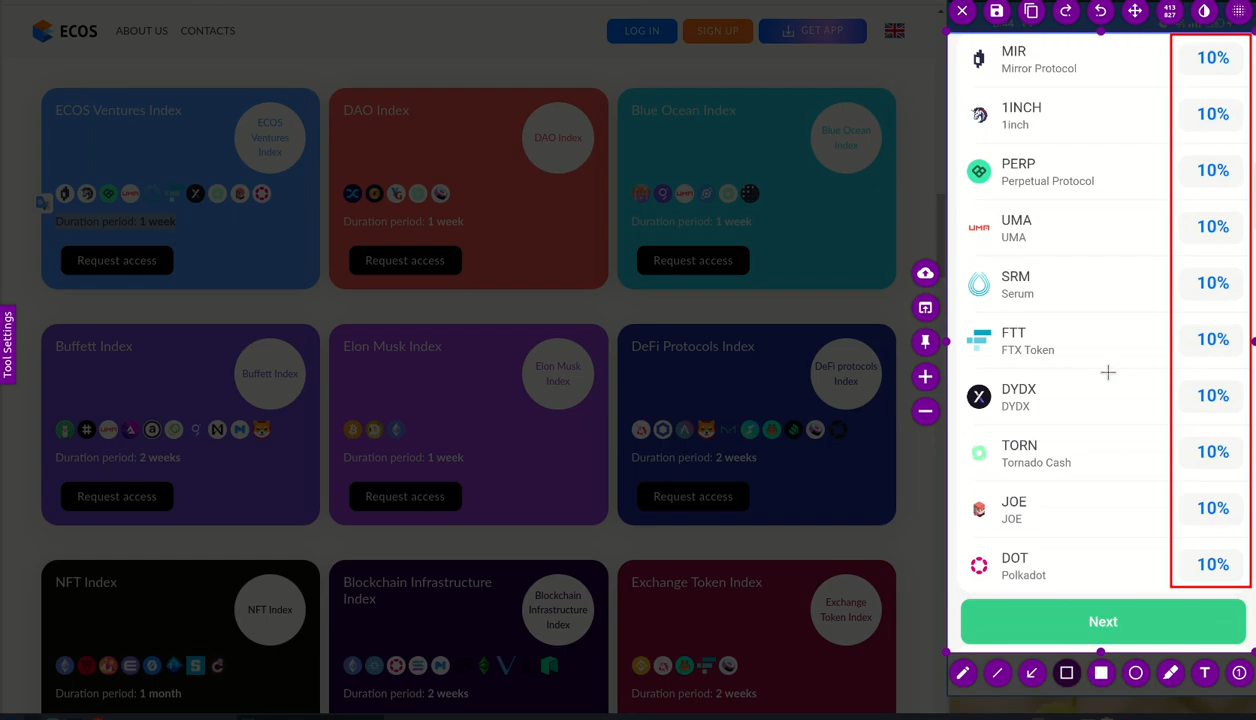 ECOS
ABOUT US
CONTACTS
LOG IN
SIGN UP
GET APP
ECOS Ventures Index
ECOS
Ventures
Index
Duration period: 1 week
Request access
DAO Index
DAO Index
Duration period: 1 week
Request access
Blue Ocean Index
Blue Ocean
Index
UMA
Duration period: 1 week
Request access
Buffett Index
Buffett Index
Duration period: 2 weeks
Request access
Elon Musk Index
Elon Musk
Index
Duration period: 1 week
Request access
DeFi Protocols Index
DeFi protocols
Index
Duration period: 2 weeks
Request access
NFT Index
NFT Index
Duration period: 1 month
Blockchain Infrastructure
Index
Blockchain
Infrastructure
Index
Duration period: 2 weeks
Exchange Token Index
Exchange
Token Index
Duration period: 2 weeks
Tool Settings
413
827
MIR
Mirror Protocol
10%
1INCH
1inch
10%
PERP
Perpetual Protocol
10%
UMA
UMA
UMA
10%
SRM
Serum
10%
FTT
FTX Token
10%
DYDX
DYDX
10%
TORN
Tornado Cash
10%
JOE
JOE
10%
DOT
Polkadot
10%
Next
T
1